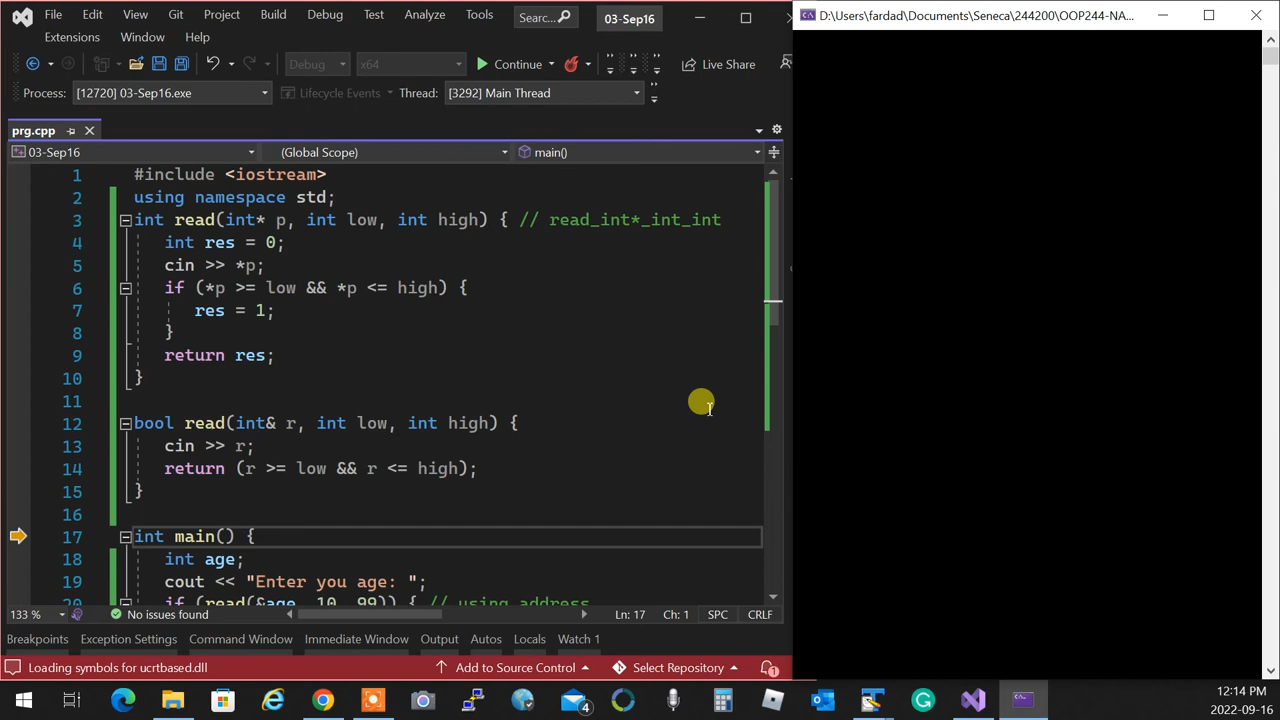 File Edit View Git Project Build Debug Test Analyze Tools Searc... 03-Sep16
Extensions Window Help
Debug x64 Continue Live Share
Process: [12720] 03-Sep16.exe Lifecycle Events Thread: [3292] Main Thread
prg.cpp
03-Sep16 (Global Scope) main()
1 #include <iostream>
2 using namespace std;
3 int read(int* p, int low, int high) { // read_int*_int_int
4 int res = 0;
5 cin >> *p;
6 if (*p >= low && *p <= high) {
7 res = 1;
8 }
9 return res;
10 }
11
12 bool read(int& r, int low, int high) {
13 cin >> r;
14 return (r >= low && r <= high);
15 }
16
17 int main() {
18 int age;
19 cout << "Enter you age: ";
20 if (read(&age, 10, 99)) { // using address
133 % No issues found Ln: 17 Ch: 1 SPC CRLF
Breakpoints Exception Settings Command Window Immediate Window Output Autos Locals Watch 1
Loading symbols for ucrtbased.dll Add to Source Control Select Repository 1
D:\Users\fardad\Documents\Seneca\244200\OOP244-NA...
4
12:14 PM
2022-09-16